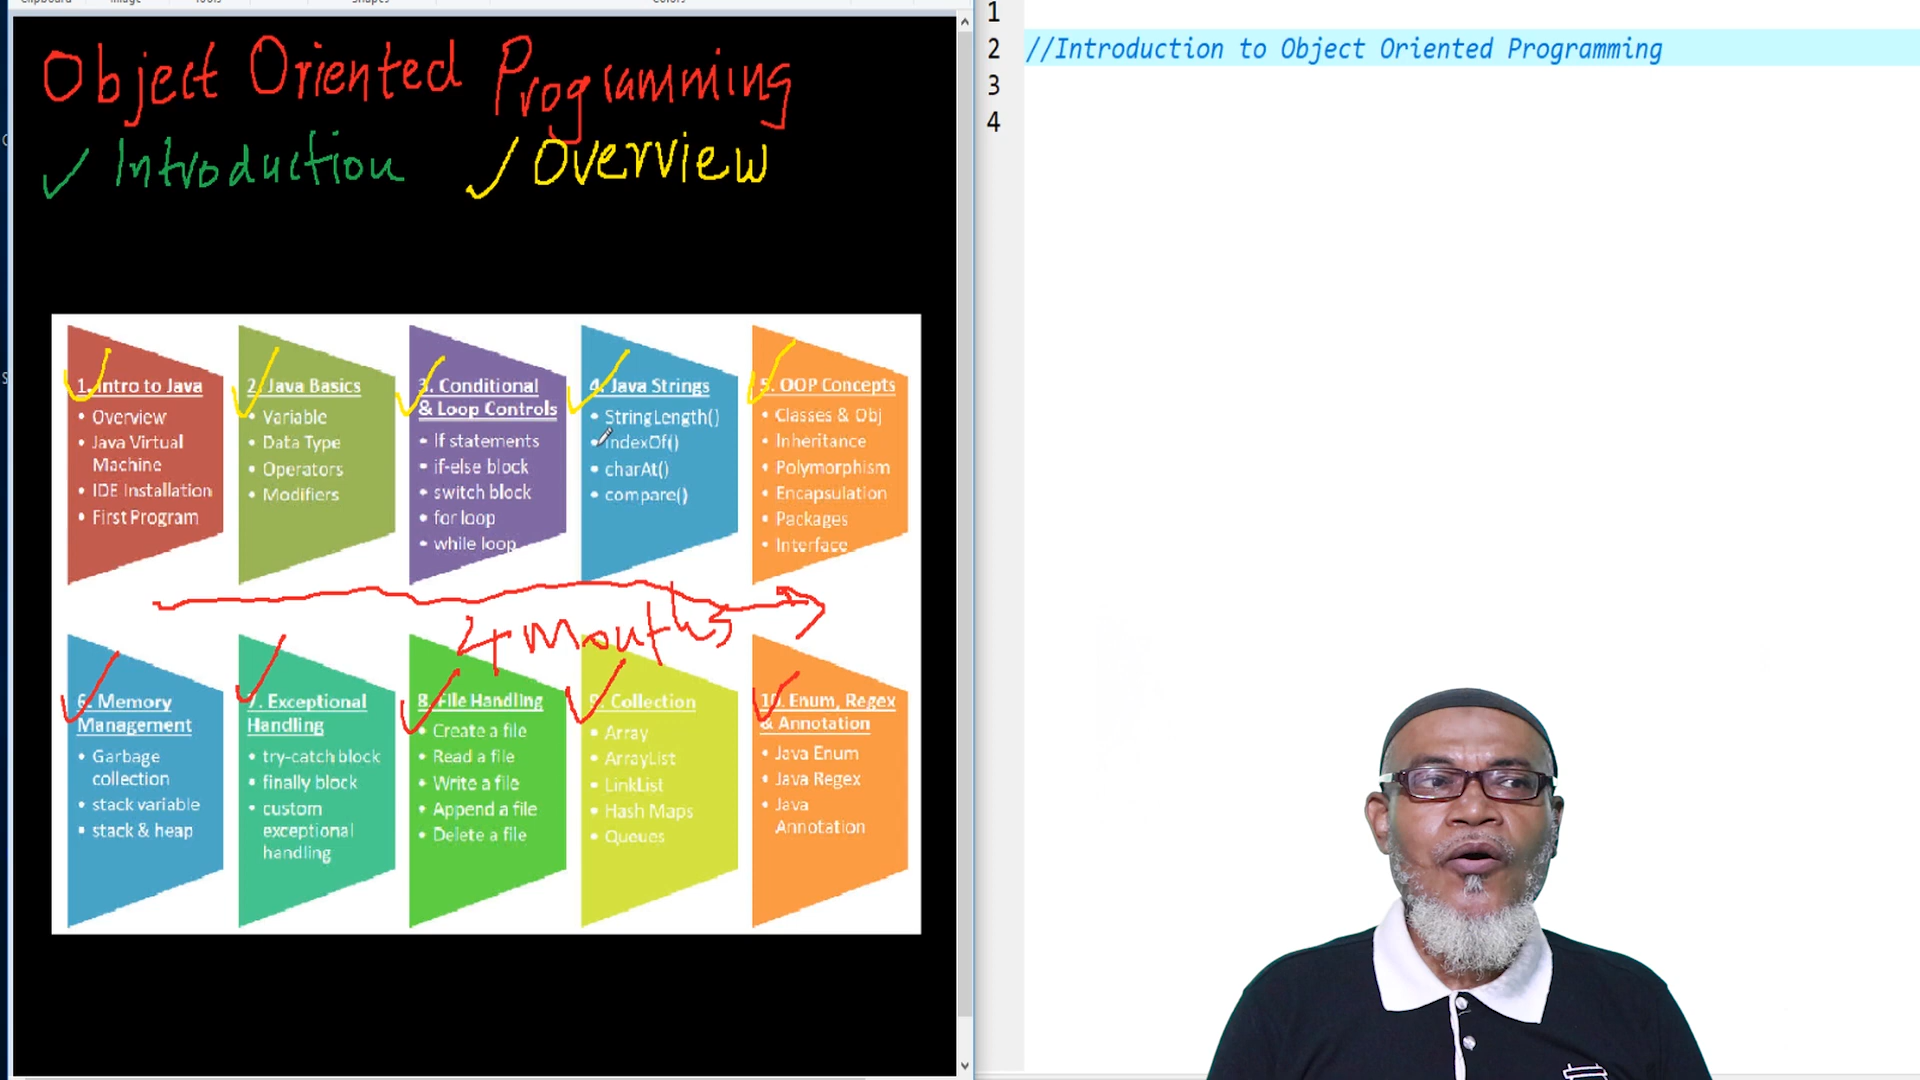 Object Oriented Programming
Introduction
Overview
1. Intro to Java
• Overview
• Java Virtual
Machine
• IDE Installation
• First Program
2. Java Basics
• Variable
• Data Type
• Operators
• Modifiers
3. Conditional
& Loop Controls
• If statements
• if-else block
• switch block
• for loop
• while loop
4. Java Strings
• StringLength()
• indexOf()
• charAt()
• compare()
5. OOP Concepts
• Classes & Obj
• Inheritance
• Polymorphism
• Encapsulation
• Packages
• Interface
4 months
6. Memory
Management
• Garbage
collection
• stack variable
• stack & heap
7. Exceptional
Handling
• try-catch block
• finally block
• custom
exceptional
handling
8. File Handling
• Create a file
• Read a file
• Write a file
• Append a file
• Delete a file
9. Collection
• Array
• ArrayList
• LinkList
• Hash Maps
• Queues
10. Enum, Regex
& Annotation
• Java Enum
• Java Regex
• Java
Annotation
1
2 //Introduction to Object Oriented Programming
3
4